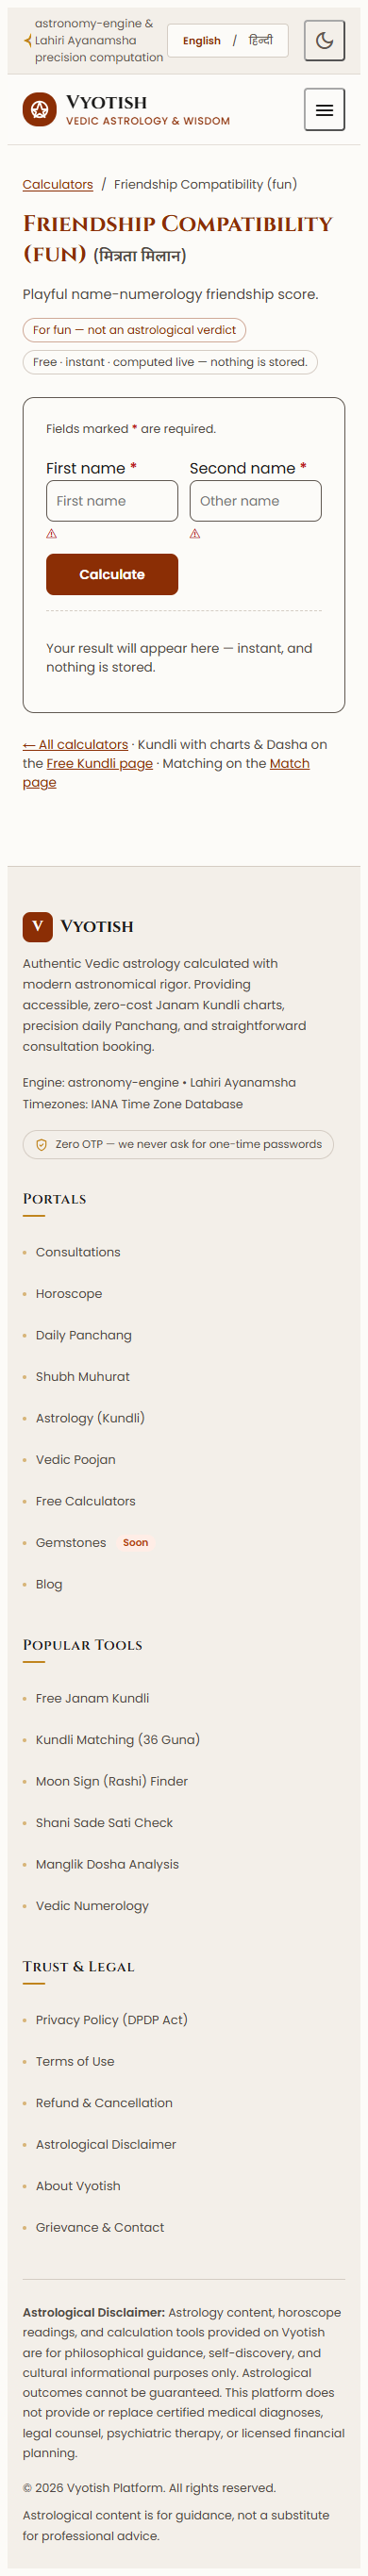 astronomy-engine &
Lahiri Ayanamsha
precision computation
English / हिन्दी
Vyotish
VEDIC ASTROLOGY & WISDOM
Calculators / Friendship Compatibility (fun)
Friendship Compatibility
(fun) (मित्रता मिलान)
Playful name-numerology friendship score.
For fun — not an astrological verdict
Free · instant · computed live — nothing is stored.
Fields marked * are required.
First name * Second name *
First name Other name
⚠ ⚠
Calculate
Your result will appear here — instant, and
nothing is stored.
← All calculators · Kundli with charts & Dasha on
the Free Kundli page · Matching on the Match
page
V Vyotish
Authentic Vedic astrology calculated with
modern astronomical rigor. Providing
accessible, zero-cost Janam Kundli charts,
precision daily Panchang, and straightforward
consultation booking.
Engine: astronomy-engine • Lahiri Ayanamsha
Timezones: IANA Time Zone Database
Zero OTP — we never ask for one-time passwords
Portals
Consultations
Horoscope
Daily Panchang
Shubh Muhurat
Astrology (Kundli)
Vedic Poojan
Free Calculators
Gemstones Soon
Blog
Popular Tools
Free Janam Kundli
Kundli Matching (36 Guna)
Moon Sign (Rashi) Finder
Shani Sade Sati Check
Manglik Dosha Analysis
Vedic Numerology
Trust & Legal
Privacy Policy (DPDP Act)
Terms of Use
Refund & Cancellation
Astrological Disclaimer
About Vyotish
Grievance & Contact
Astrological Disclaimer: Astrology content, horoscope
readings, and calculation tools provided on Vyotish
are for philosophical guidance, self-discovery, and
cultural informational purposes only. Astrological
outcomes cannot be guaranteed. This platform does
not provide or replace certified medical diagnoses,
legal counsel, psychiatric therapy, or licensed financial
planning.
© 2026 Vyotish Platform. All rights reserved.
Astrological content is for guidance, not a substitute
for professional advice.